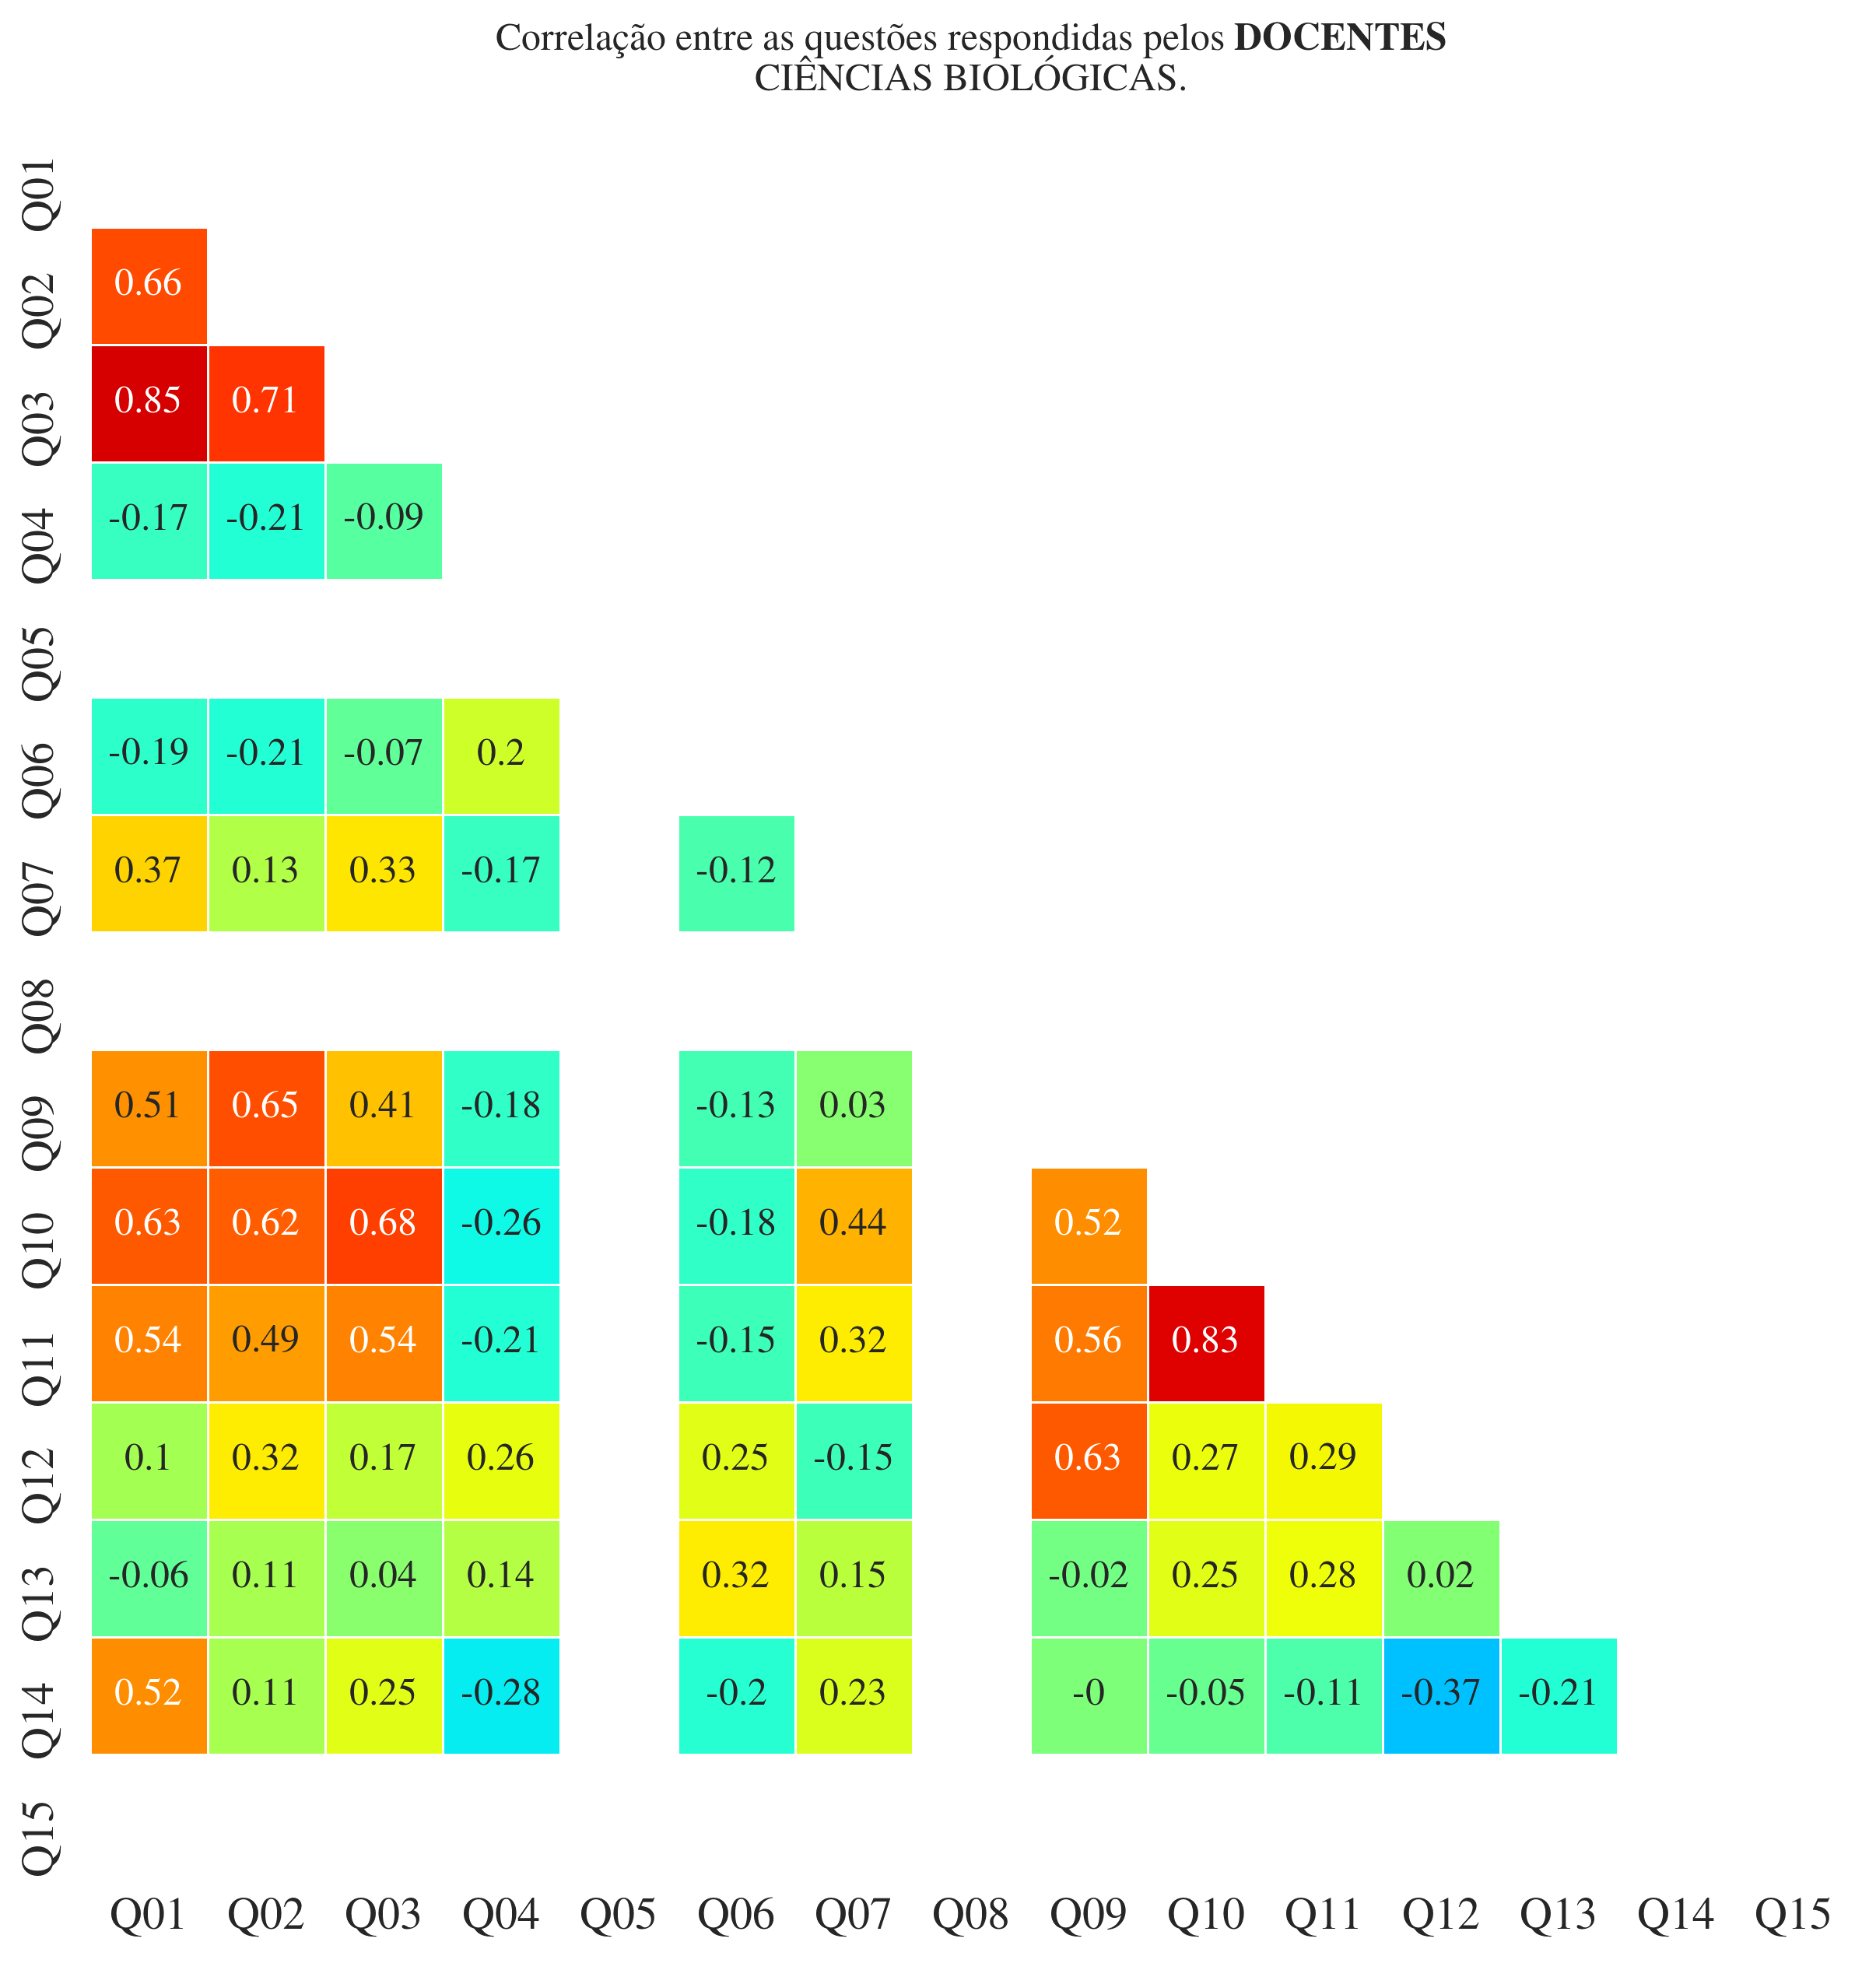 Correlação entre as questões respondidas pelos DOCENTES
CIÊNCIAS BIOLÓGICAS.
Q01
Q02 0.66
Q03 0.85 0.71
Q04 -0.17 -0.21 -0.09
Q05
Q06 -0.19 -0.21 -0.07 0.2
Q07 0.37 0.13 0.33 -0.17 -0.12
Q08
Q09 0.51 0.65 0.41 -0.18 -0.13 0.03
Q10 0.63 0.62 0.68 -0.26 -0.18 0.44 0.52
Q11 0.54 0.49 0.54 -0.21 -0.15 0.32 0.56 0.83
Q12 0.1 0.32 0.17 0.26 0.25 -0.15 0.63 0.27 0.29
Q13 -0.06 0.11 0.04 0.14 0.32 0.15 -0.02 0.25 0.28 0.02
Q14 0.52 0.11 0.25 -0.28 -0.2 0.23 -0 -0.05 -0.11 -0.37 -0.21
Q15
Q01 Q02 Q03 Q04 Q05 Q06 Q07 Q08 Q09 Q10 Q11 Q12 Q13 Q14 Q15